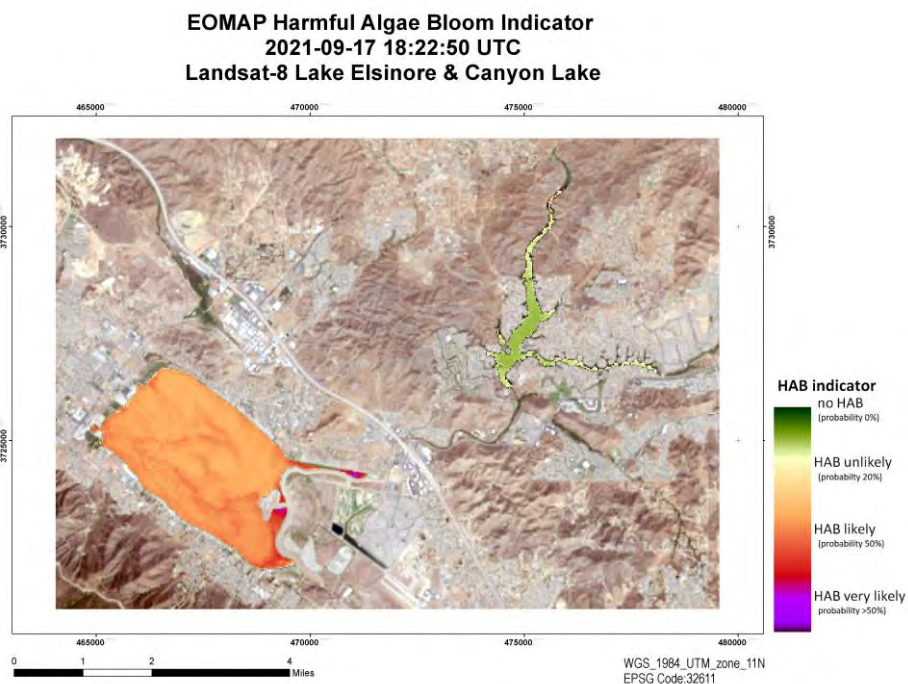 EOMAP Harmful Algae Bloom Indicator
2021-09-17 18:22:50 UTC
Landsat-8 Lake Elsinore & Canyon Lake
465000
470000
475000
480000
3730000
3730000
3725000
3725000
HAB indicator
no HAB
(probability 0%)
HAB unlikely
(probabilty 20%)
HAB likely
(probability 50%)
HAB very likely
probability >50%)
465000
470000
475000
480000
0 1 2 4
Miles
WGS_1984_UTM_zone_11N
EPSG Code:32611